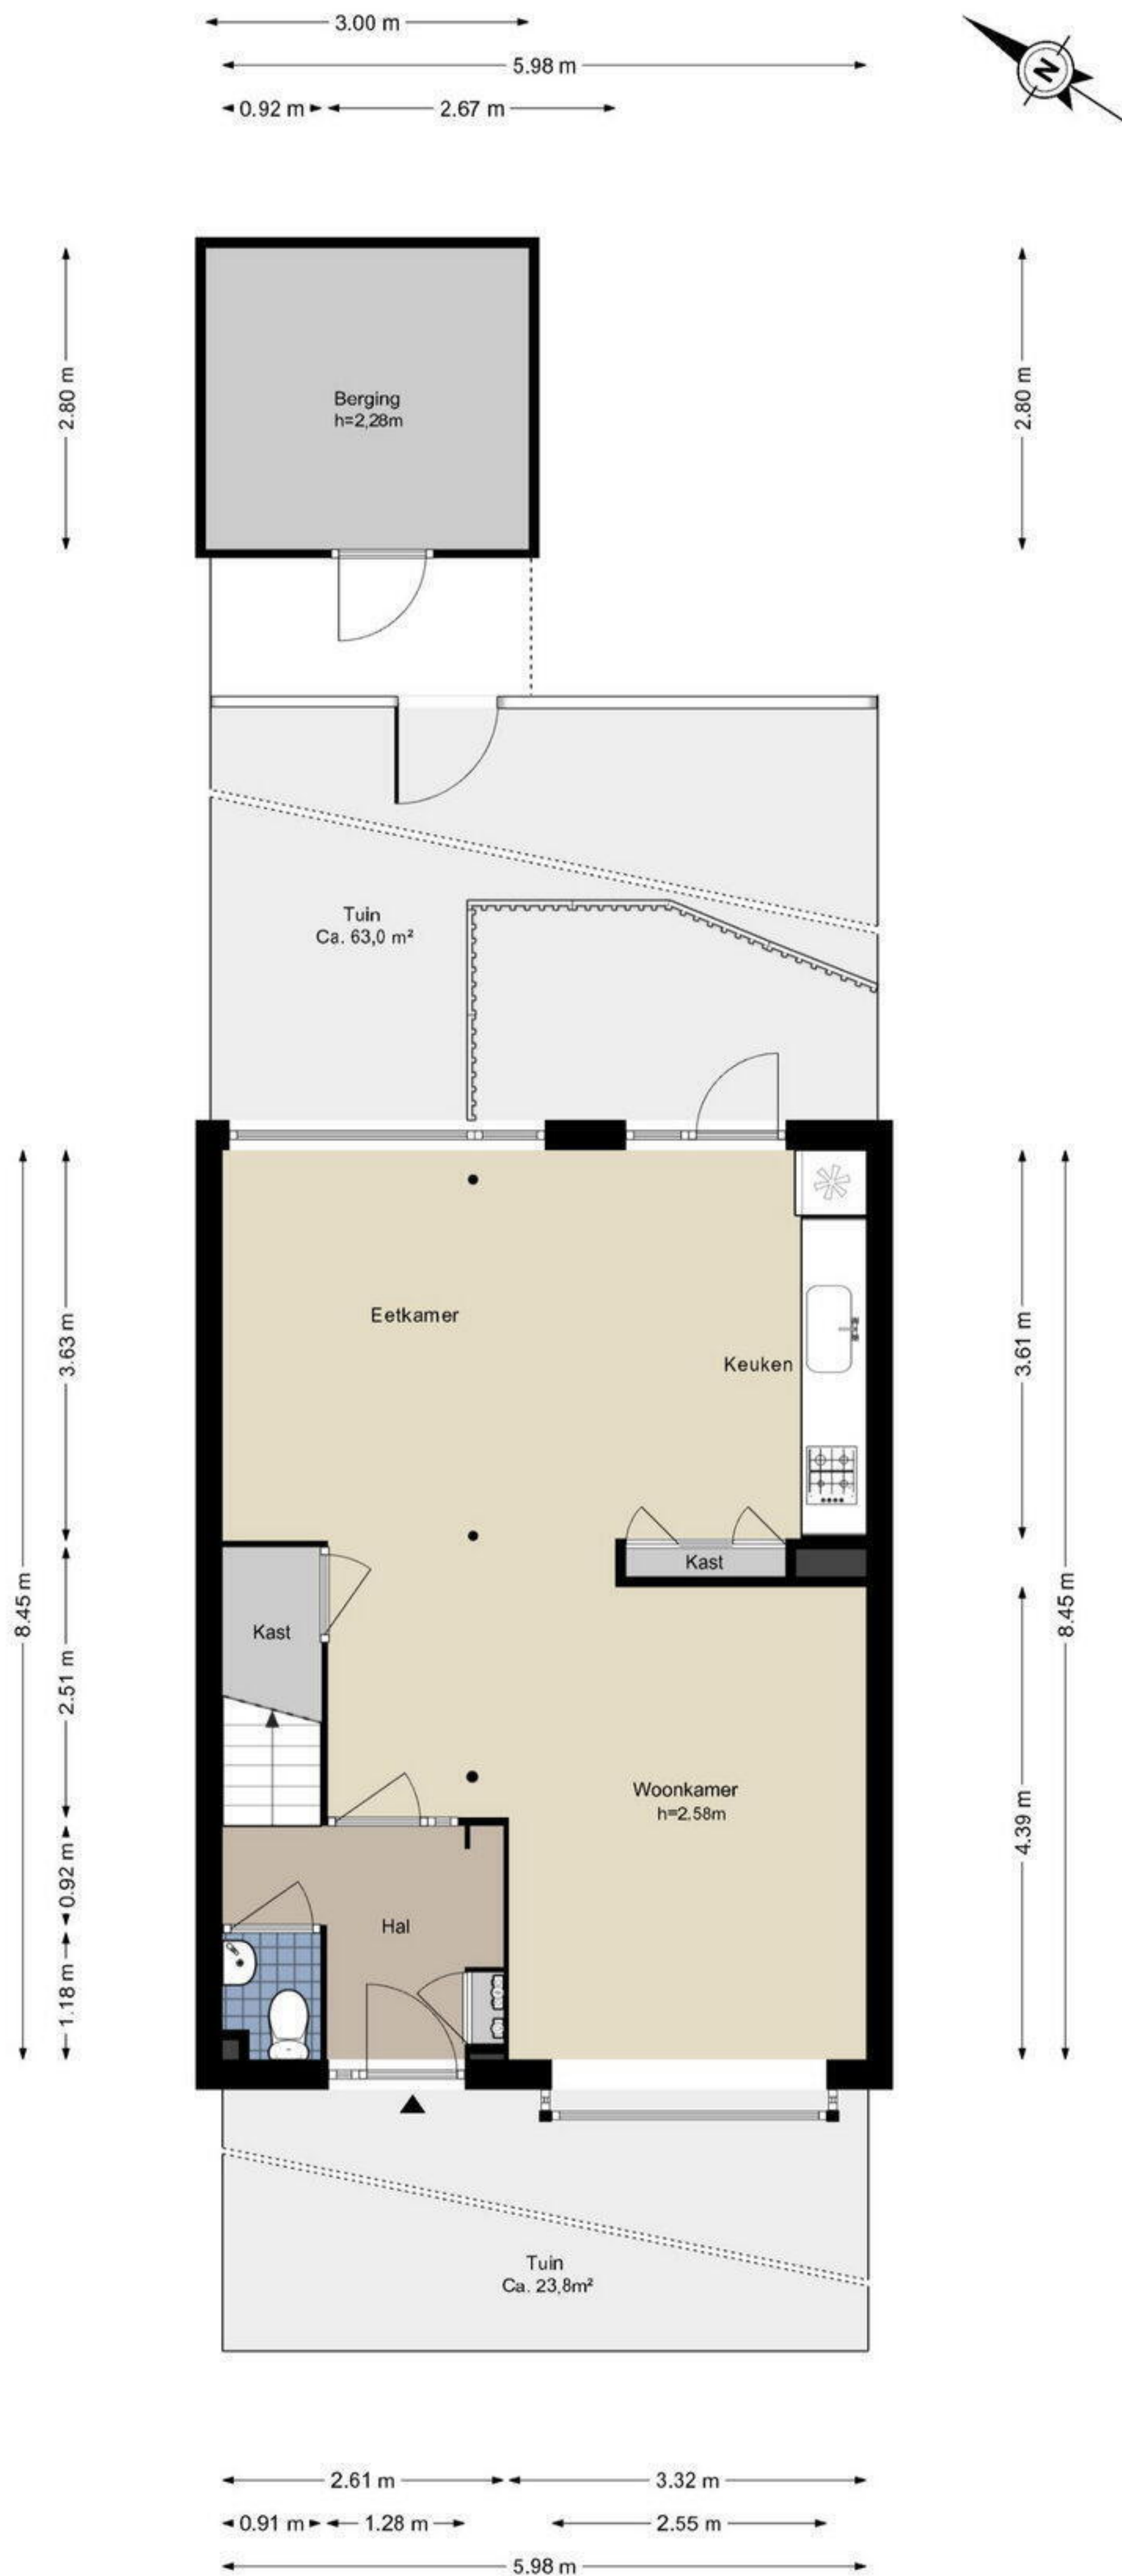 3.00 m
5.98 m
0.92 m
2.67 m
N
2.80 m
2.80 m
Berging
h=2,28m
Tuin
Ca. 63,0 m²
Eetkamer
Keuken
3.63 m
3.61 m
Kast
Kast
8.45 m
2.51 m
8.45 m
Woonkamer
h=2.58m
4.39 m
0.92 m
Hal
1.18 m
Tuin
Ca. 23,8m²
2.61 m
3.32 m
0.91 m
1.28 m
2.55 m
5.98 m